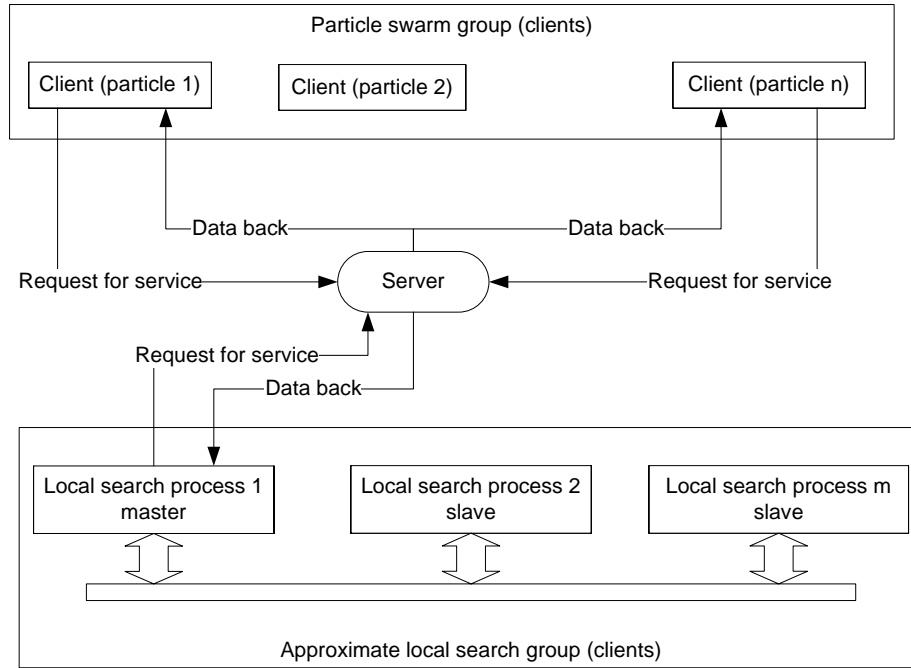 Particle swarm group (clients)
Client (particle 1)
Client (particle 2)
Client (particle n)
Data back
Data back
Request for service
Server
Request for service
Request for service
Data back
Local search process 1
master
Local search process 2
slave
Local search process m
slave
Approximate local search group (clients)